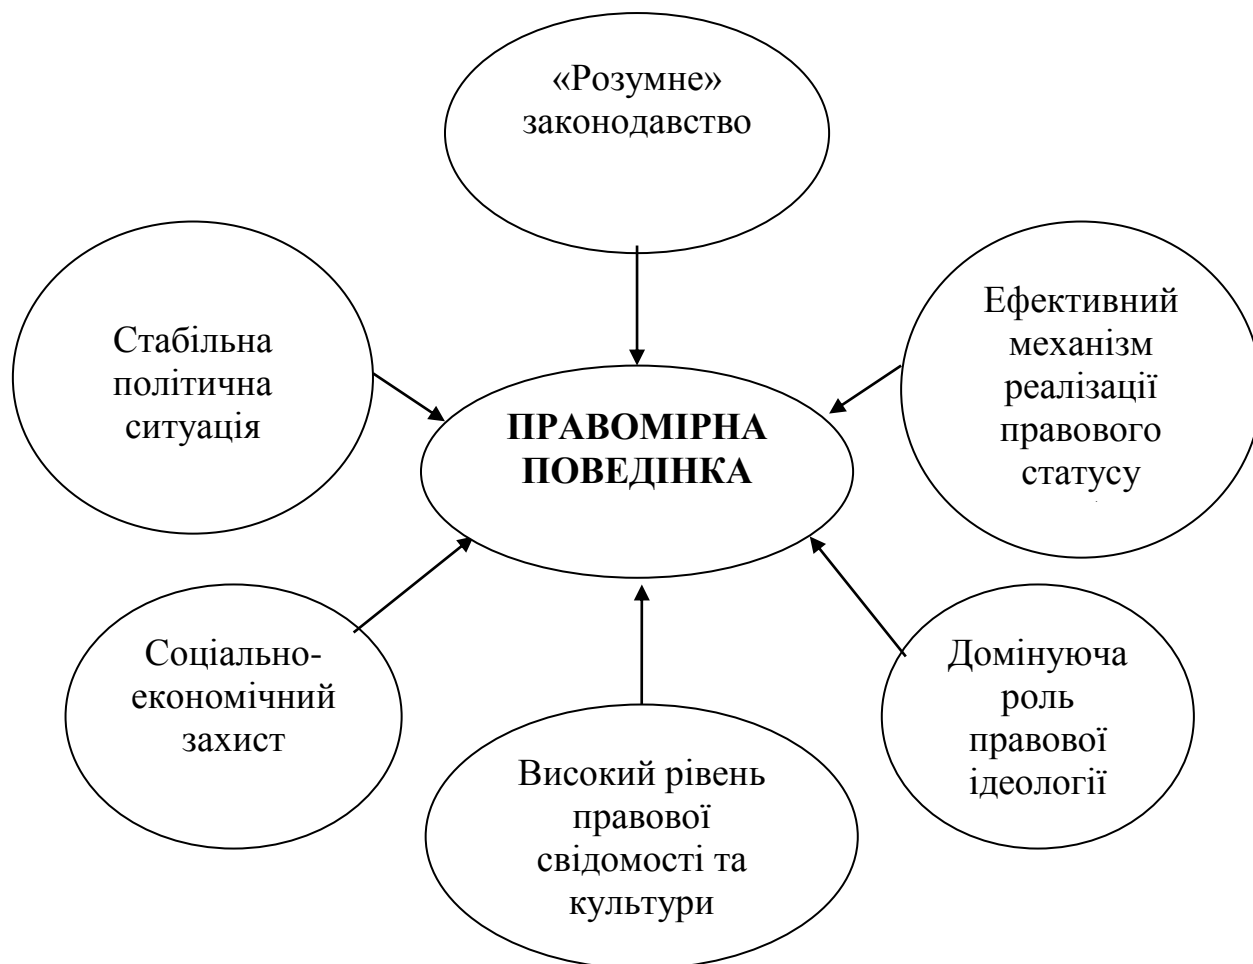 «Розумне»
законодавство
Стабільна
політична
ситуація
Ефективний
механізм
реалізації
правового
статусу
ПРАВОМІРНА
ПОВЕДІНКА
Соціально-
економічний
захист
Високий рівень
правової
свідомості та
культури
Домінуюча
роль
правової
ідеології